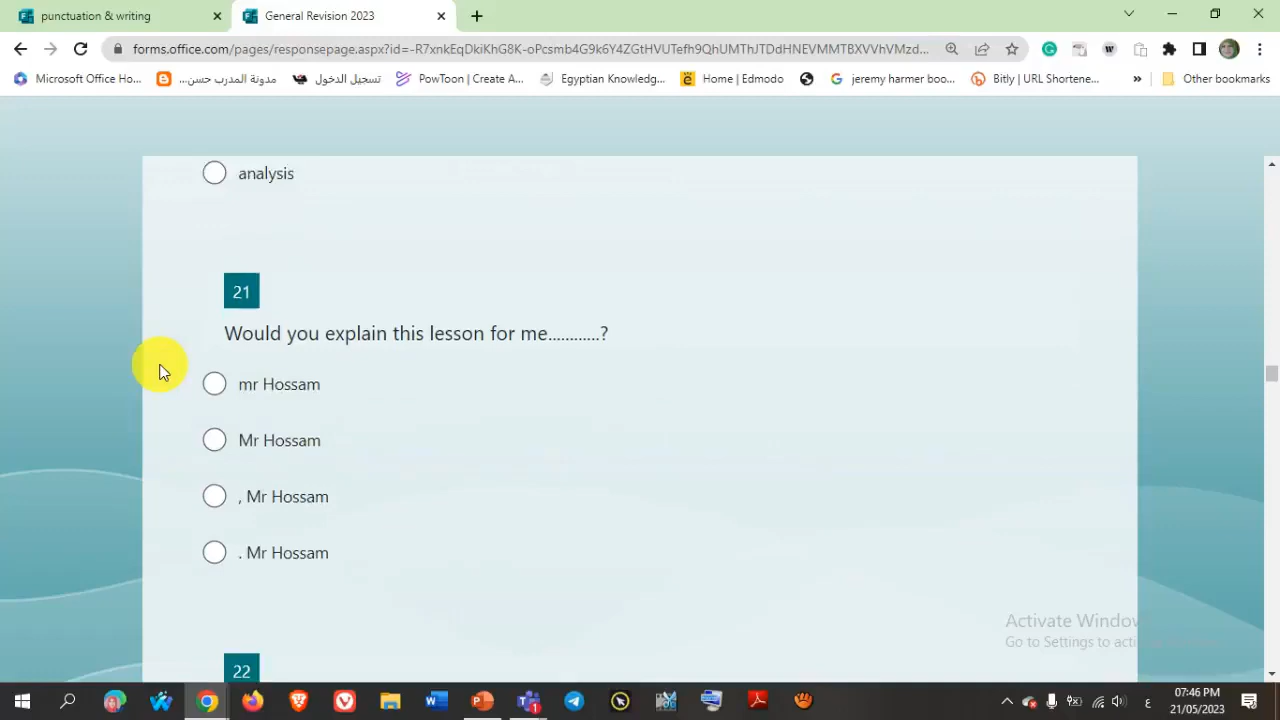 punctuation & writing
General Revision 2023
forms.office.com/pages/responsepage.aspx?id=-R7xnkEqDkiKhG8K-oPcsmb4G9k6Y4ZGtHVUTefh9QhUMThJTDdHNEVMMTBXVVhVMzd...
Microsoft Office Ho...
مدونة المدرب حسن...
تسجيل الدخول
PowToon | Create A...
Egyptian Knowledg...
Home | Edmodo
jeremy harmer boo...
Bitly | URL Shortene...
Other bookmarks
analysis
21
Would you explain this lesson for me...........?
mr Hossam
Mr Hossam
, Mr Hossam
. Mr Hossam
Activate Window
Go to Settings to acti
22
07:46 PM
21/05/2023